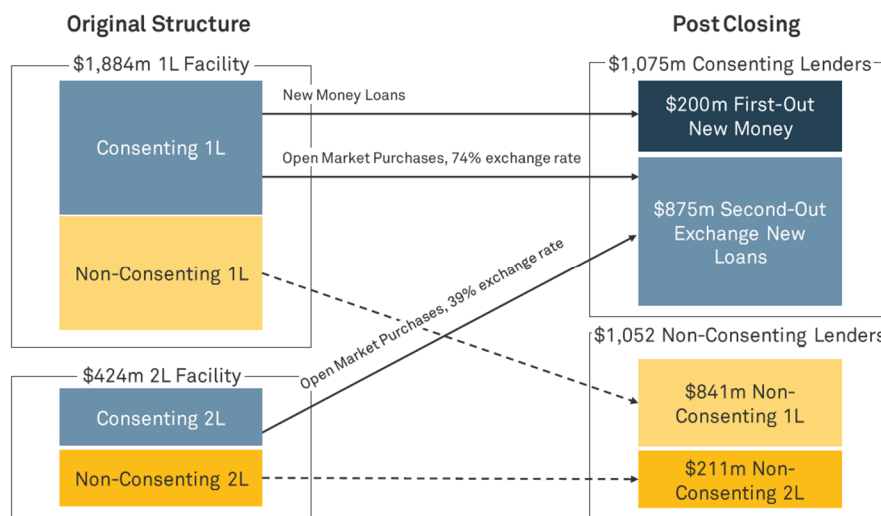 Original Structure
Post Closing
$1,884m 1L Facility
$1,075m Consenting Lenders
New Money Loans
$200m First-Out
New Money
Consenting 1L
Open Market Purchases, 74% exchange rate
$875m Second-Out
Exchange New
Loans
Non-Consenting 1L
Open Market Purchases, 39% exchange rate
$1,052 Non-Consenting Lenders
$424m 2L Facility
Consenting 2L
$841m Non-
Consenting 1L
Non-Consenting 2L
$211m Non-
Consenting 2L